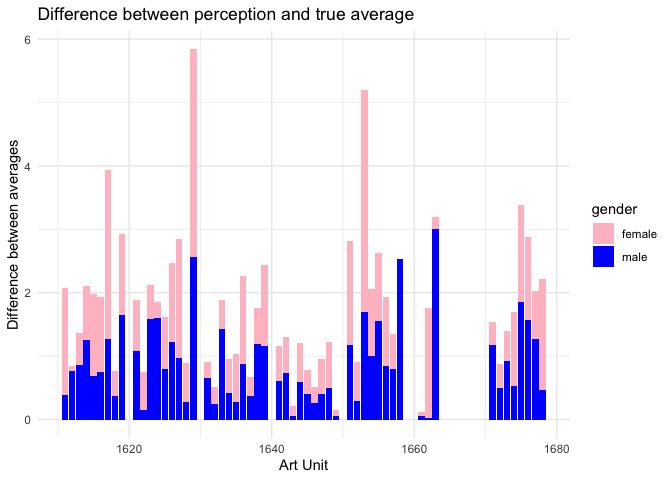 Difference between perception and true average
6
4
2
0
Difference between averages
1620
1640
1660
1680
Art Unit
gender
female
male